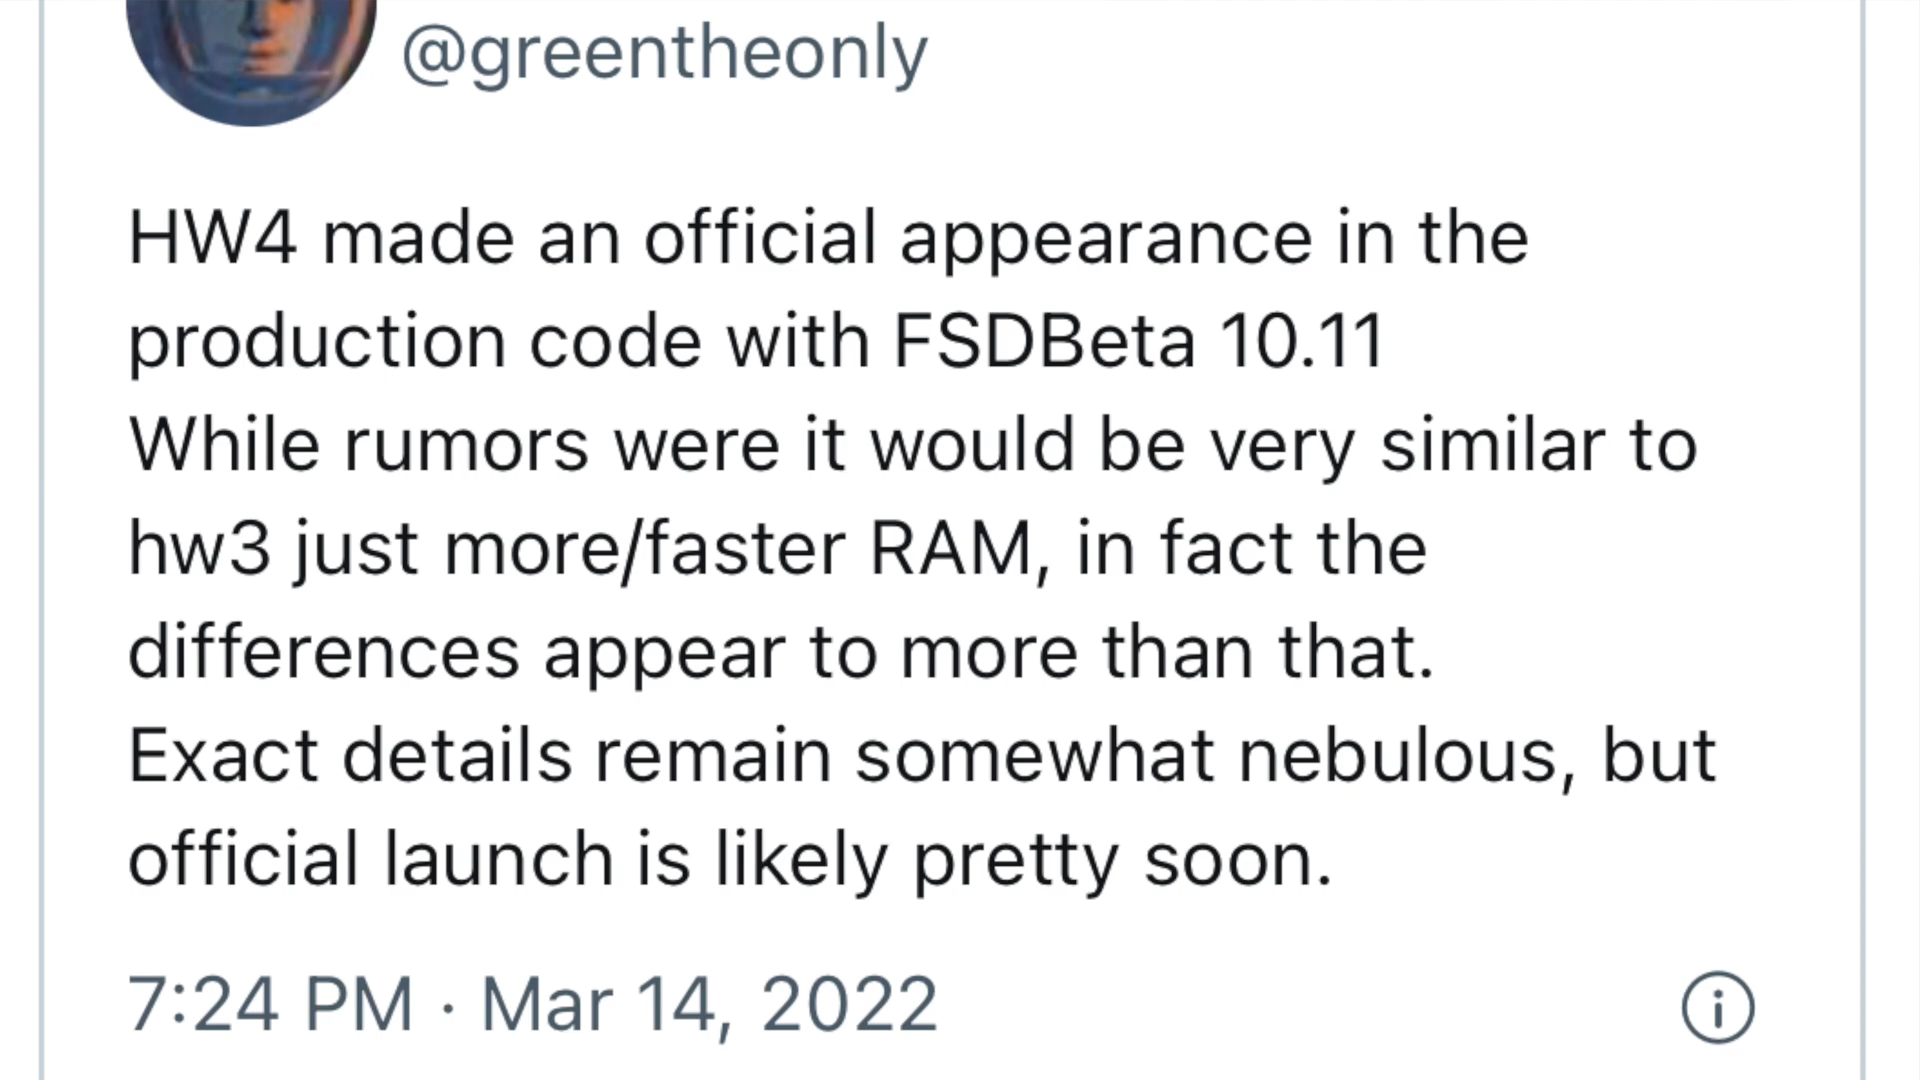 @greentheonly
HW4 made an official appearance in the
production code with FSDBeta 10.11
While rumors were it would be very similar to
hw3 just more/faster RAM, in fact the
differences appear to more than that.
Exact details remain somewhat nebulous, but
official launch is likely pretty soon.
7:24 PM · Mar 14, 2022